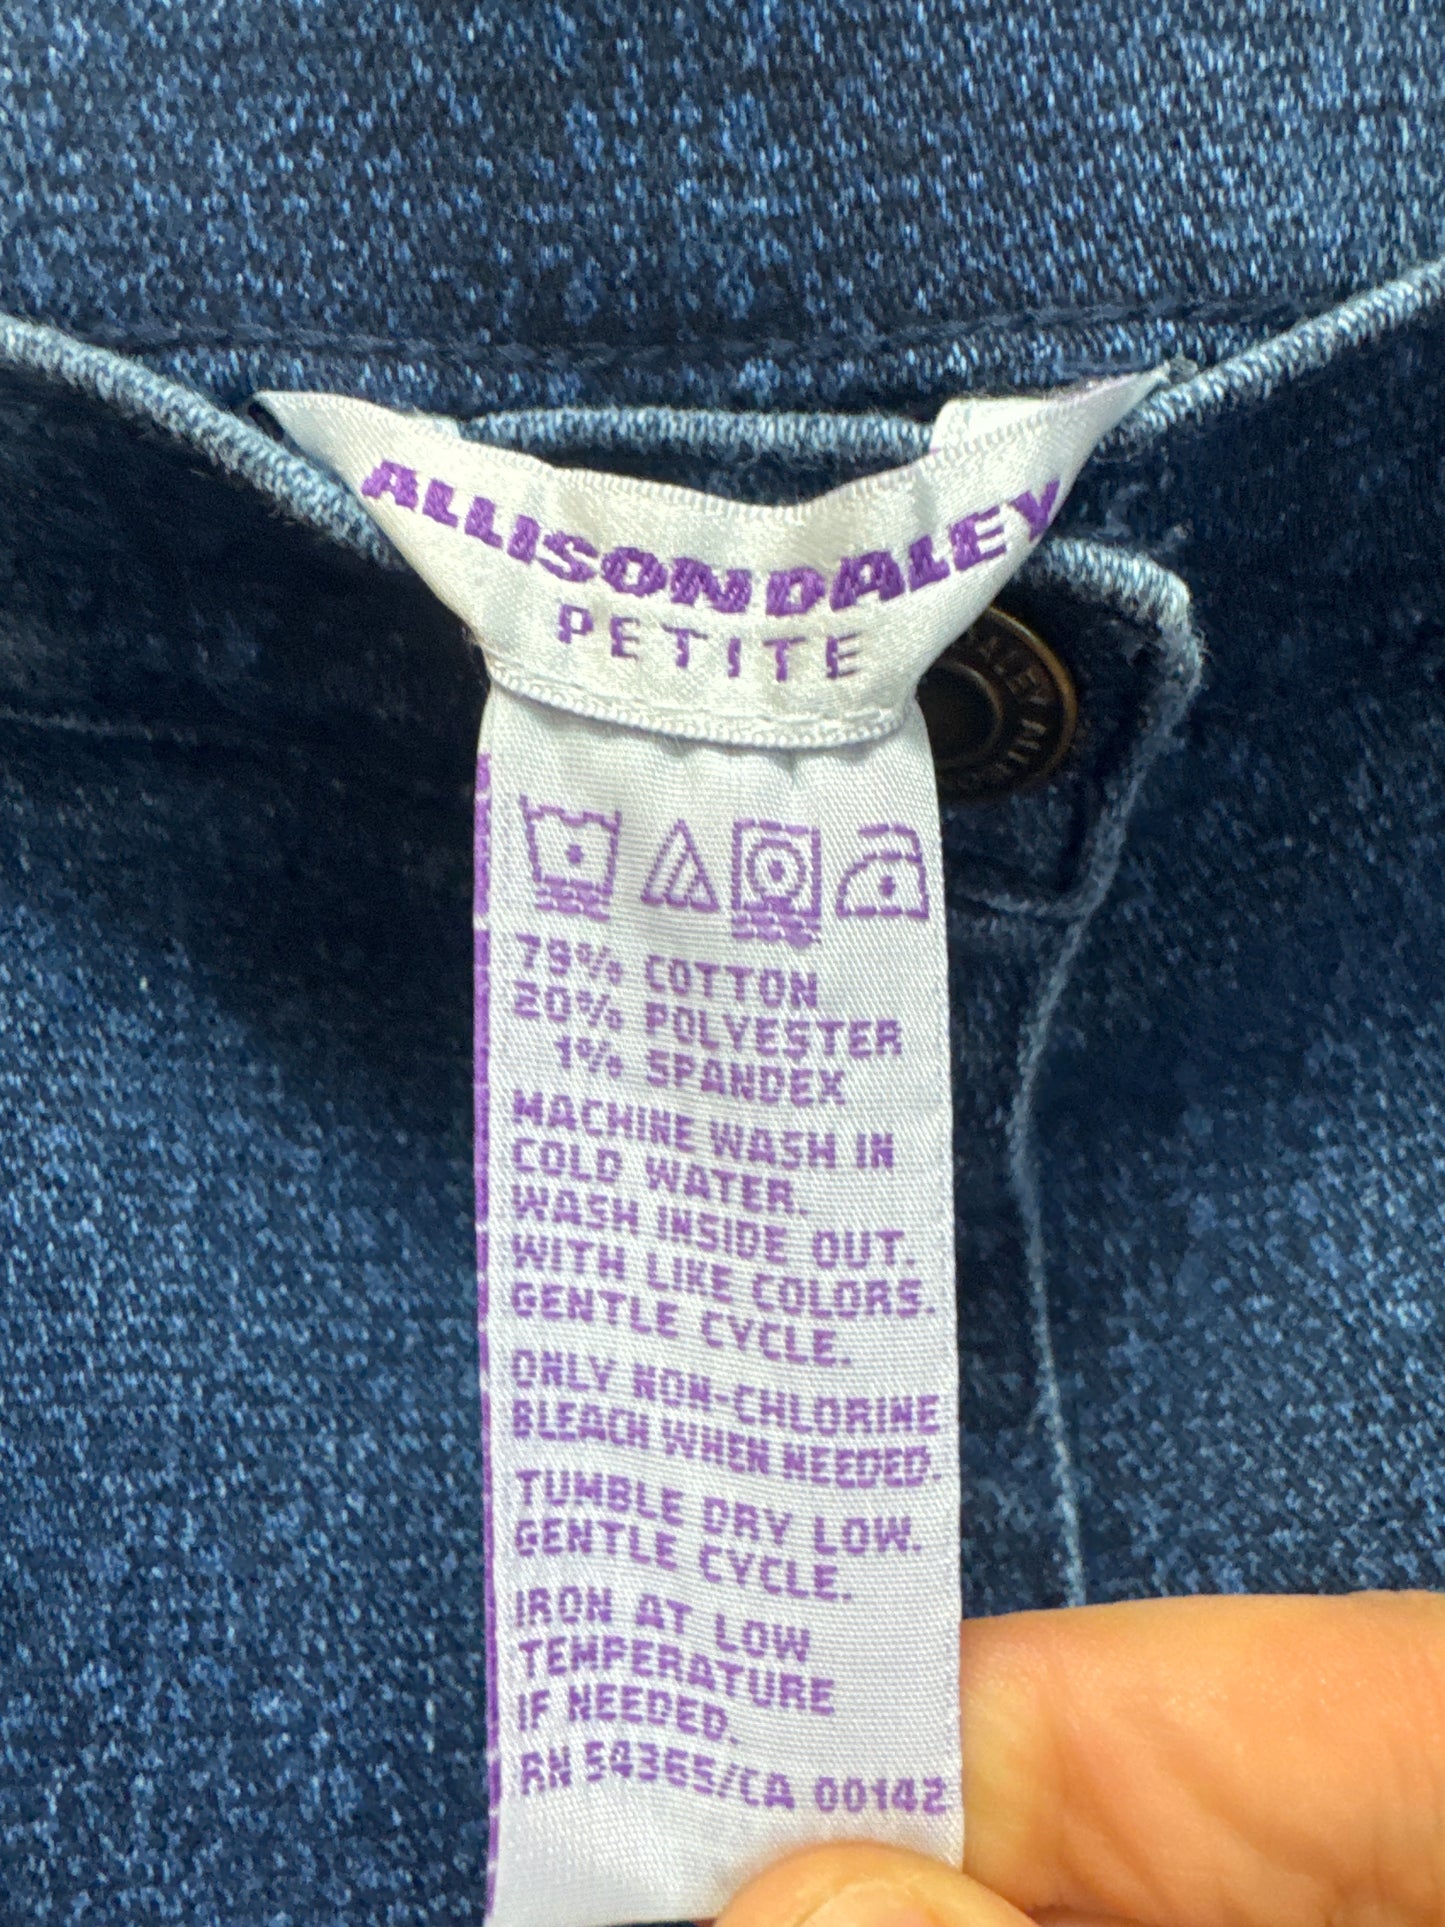 ALLISON DALEY
PETITE
79% COTTON
20% POLYESTER
1% SPANDEX
MACHINE WASH IN
COLD WATER.
WASH INSIDE OUT.
WITH LIKE COLORS.
GENTLE CYCLE.
ONLY NON-CHLORINE
BLEACH WHEN NEEDED.
TUMBLE DRY LOW.
GENTLE CYCLE.
IRON AT LOW
TEMPERATURE
IF NEEDED.
RN 54365/CA 00142
DALEY